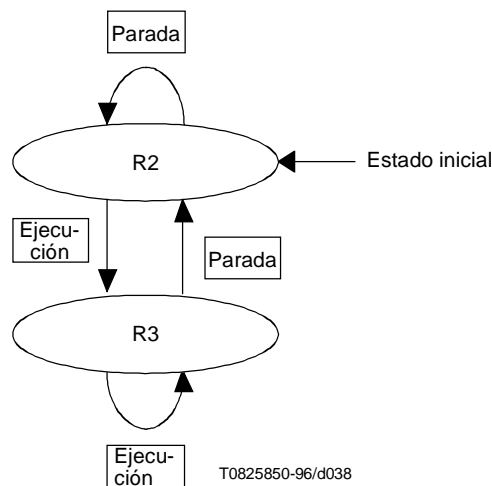 Parada
R2
Estado inicial
Ejecu-
ción
Parada
R3
Ejecu-
ción
T0825850-96/d038